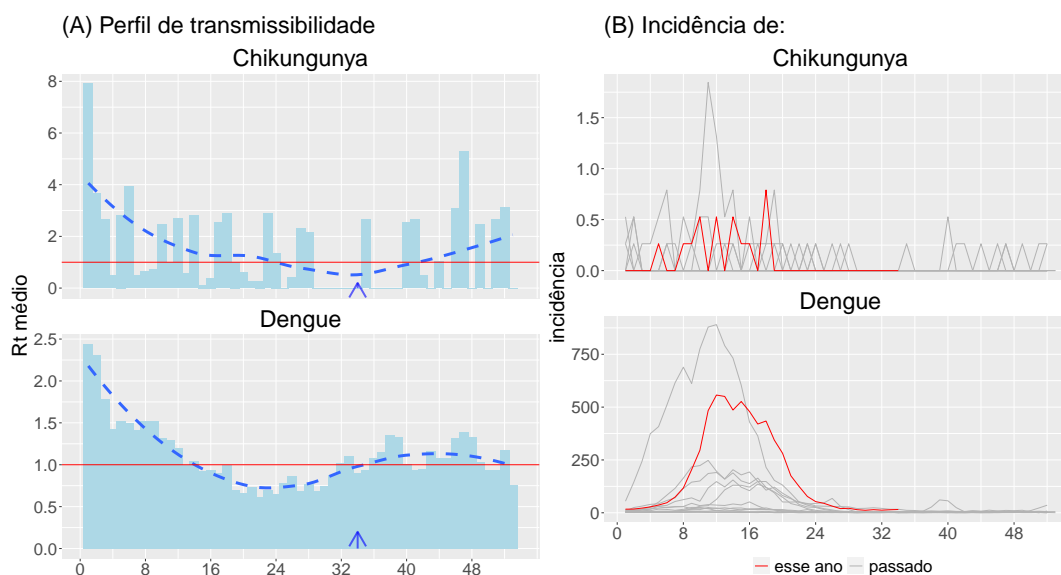 (A) Perfil de transmissibilidade
Chikungunya
8
6
4
2
0
Dengue
2.5
2.0
1.5
1.0
0.5
0.0
0 8 16 24 32 40 48
Rt médio
(B) Incidência de:
Chikungunya
1.5
1.0
0.5
0.0
Dengue
750
500
250
0
0 8 16 24 32 40 48
incidência
esse ano passado